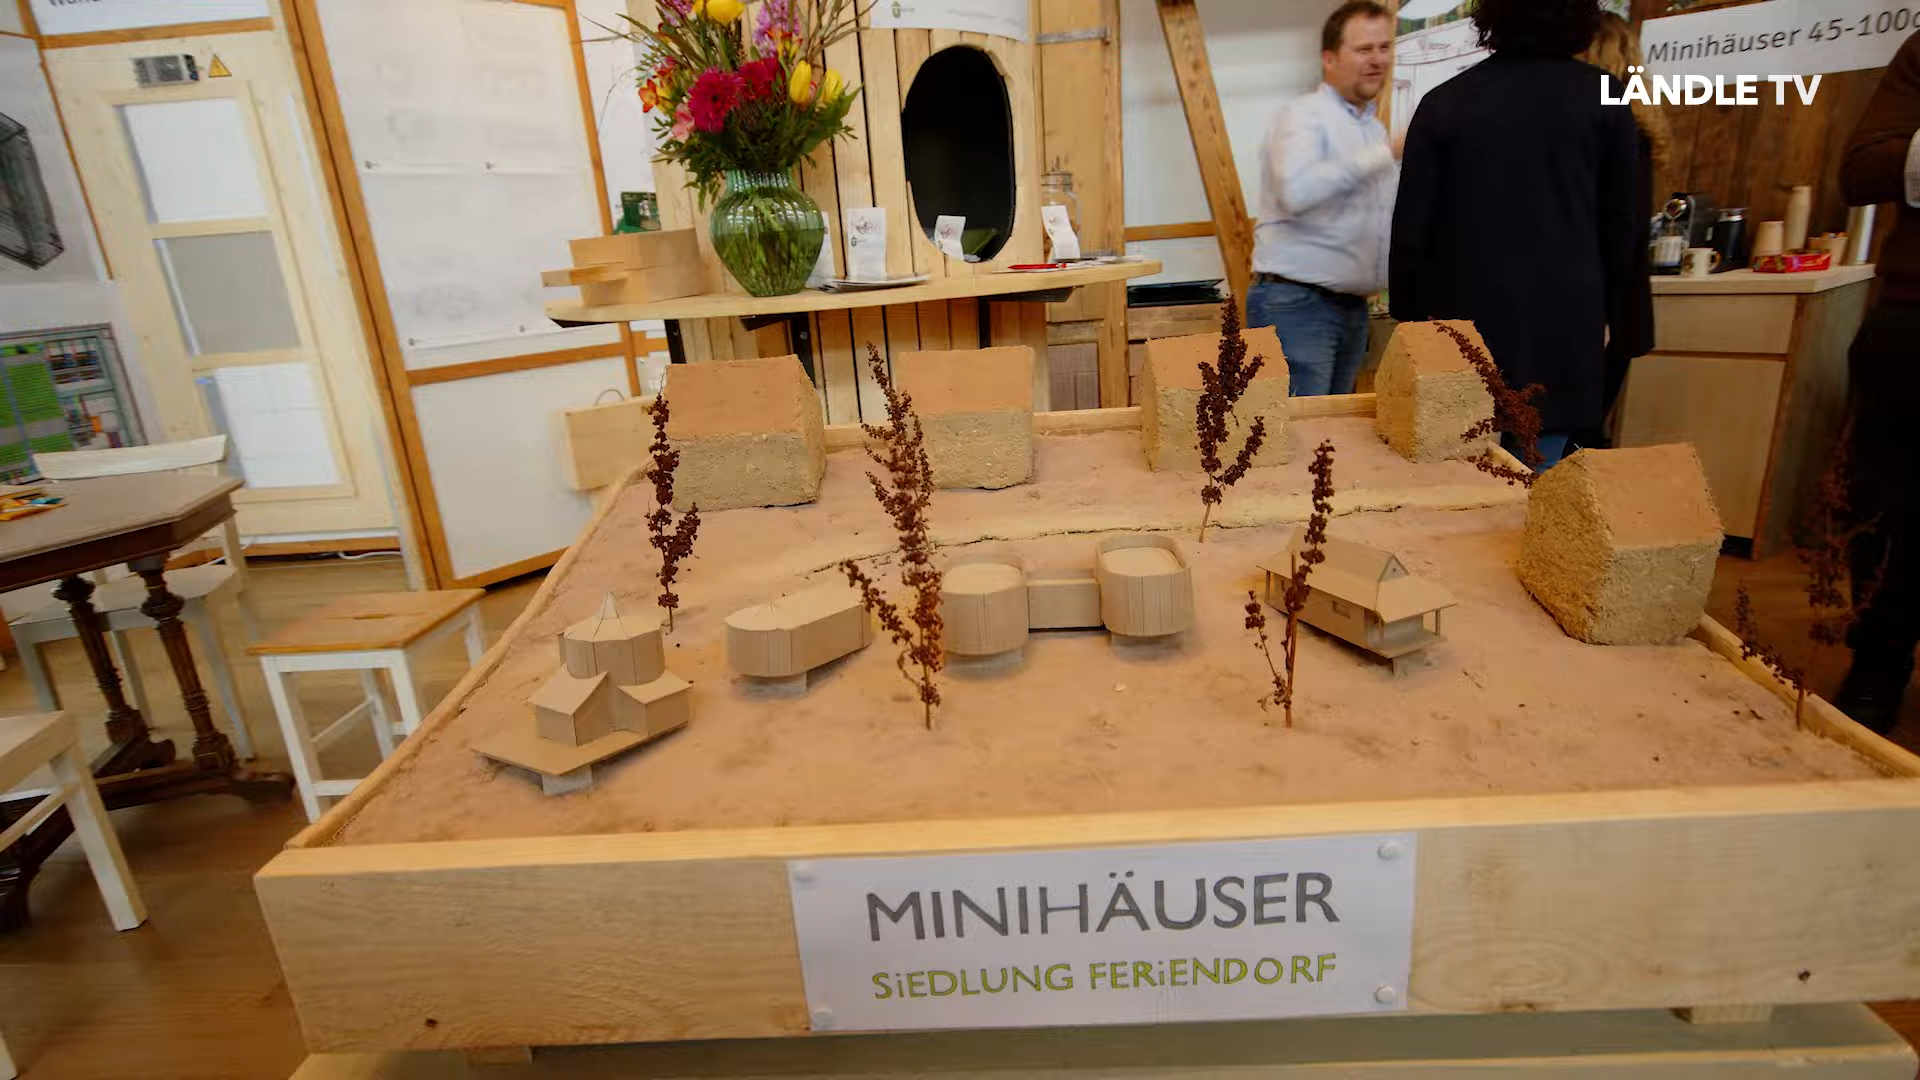 Minihäuser 45-100
LÄNDLE TV
MINIHÄUSER
SiEDLUNG FERiENDORF